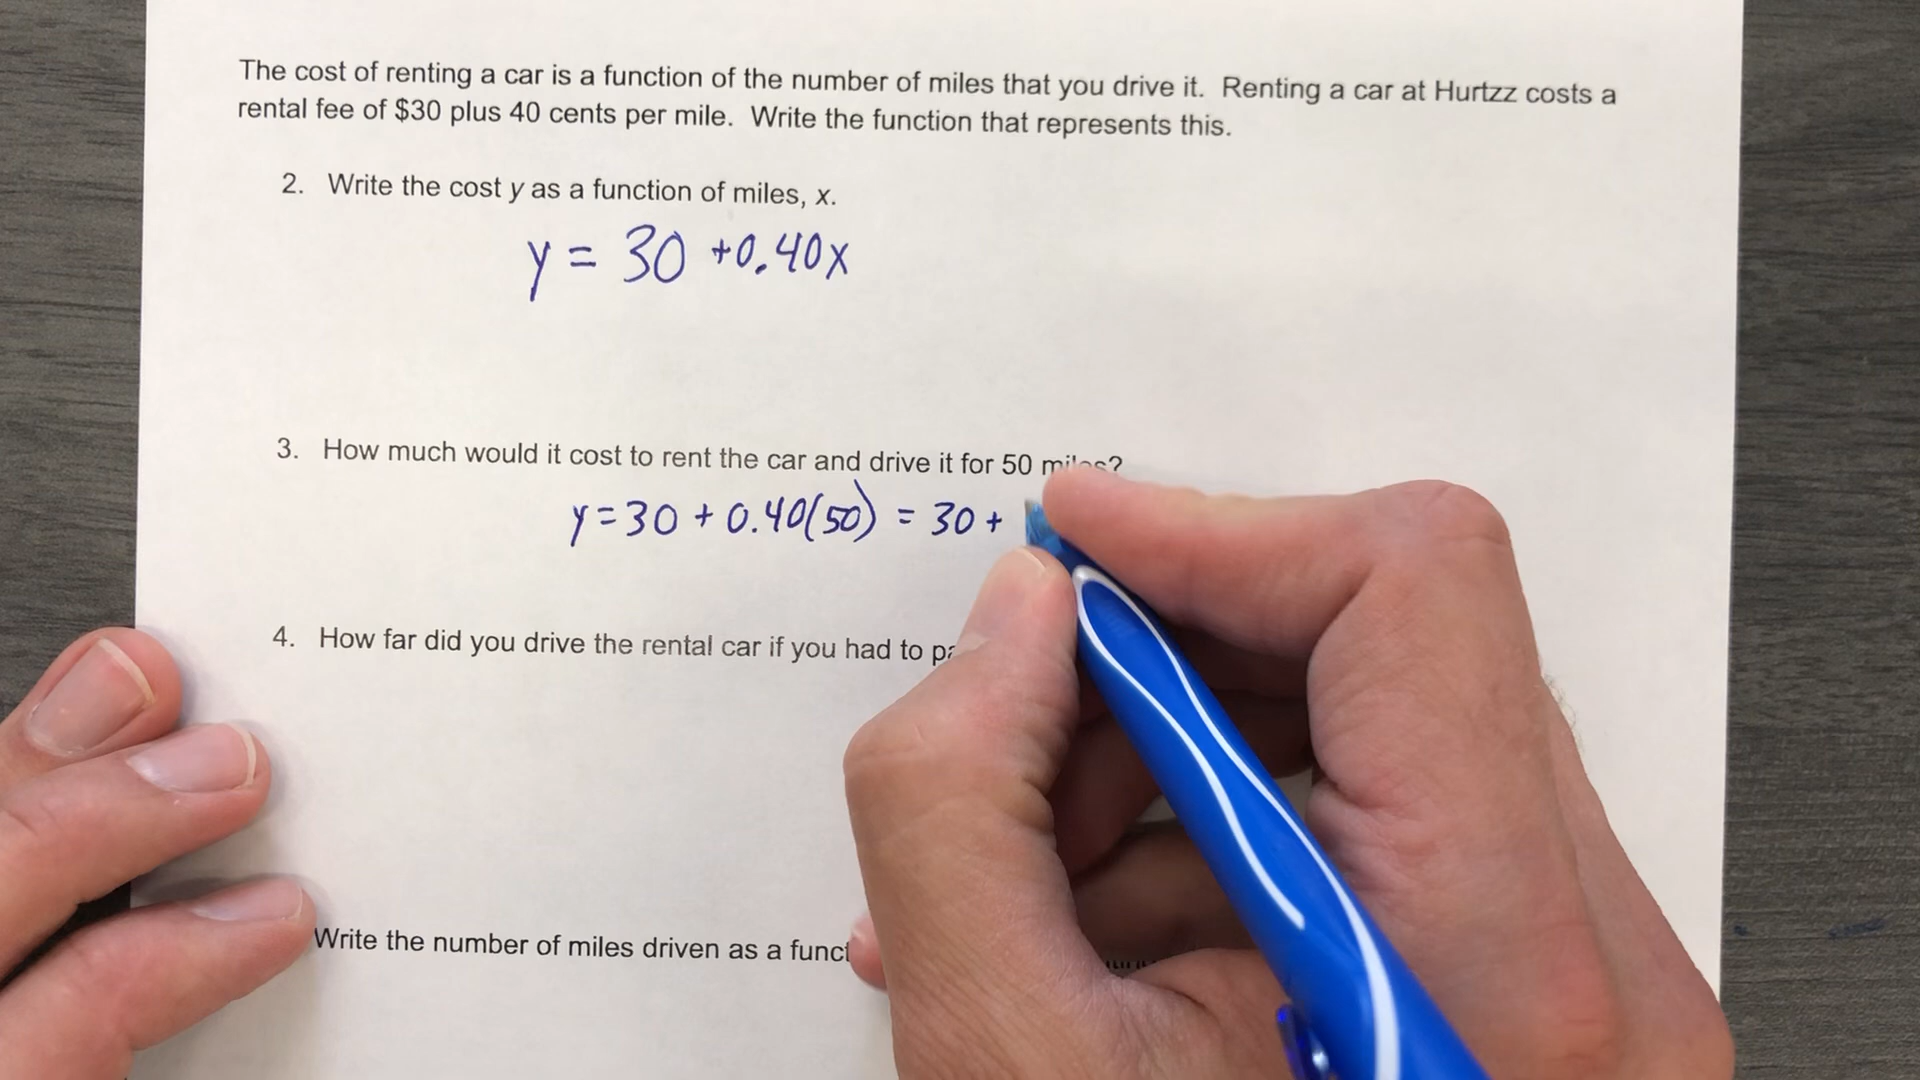 The cost of renting a car is a function of the number of miles that you drive it. Renting a car at Hurtzz costs a
rental fee of $30 plus 40 cents per mile. Write the function that represents this.
2. Write the cost y as a function of miles, x.
y = 30 +0.40x
3. How much would it cost to rent the car and drive it for 50 miles?
y=30 + 0.40(50) = 30 +
4. How far did you drive the rental car if you had to
Write the number of miles driven as a